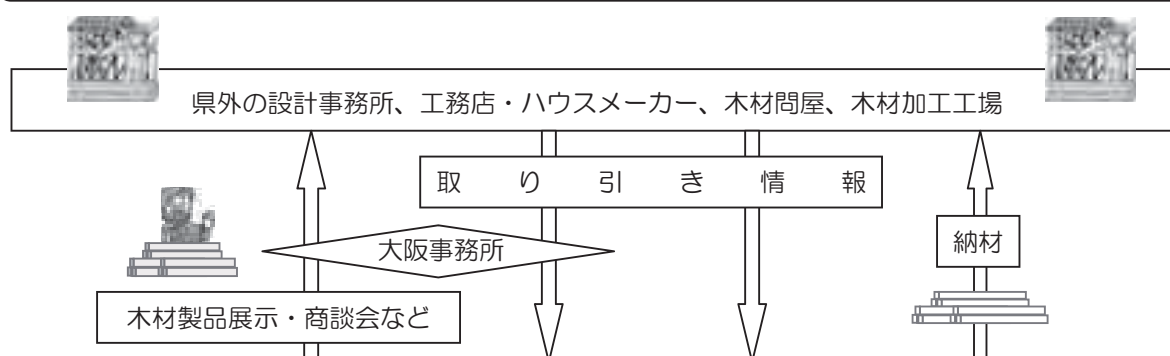 県外の設計事務所、工務店・ハウスメーカー、木材問屋、木材加工工場
取り引き情報
大阪事務所
納材
木材製品展示・商談会など